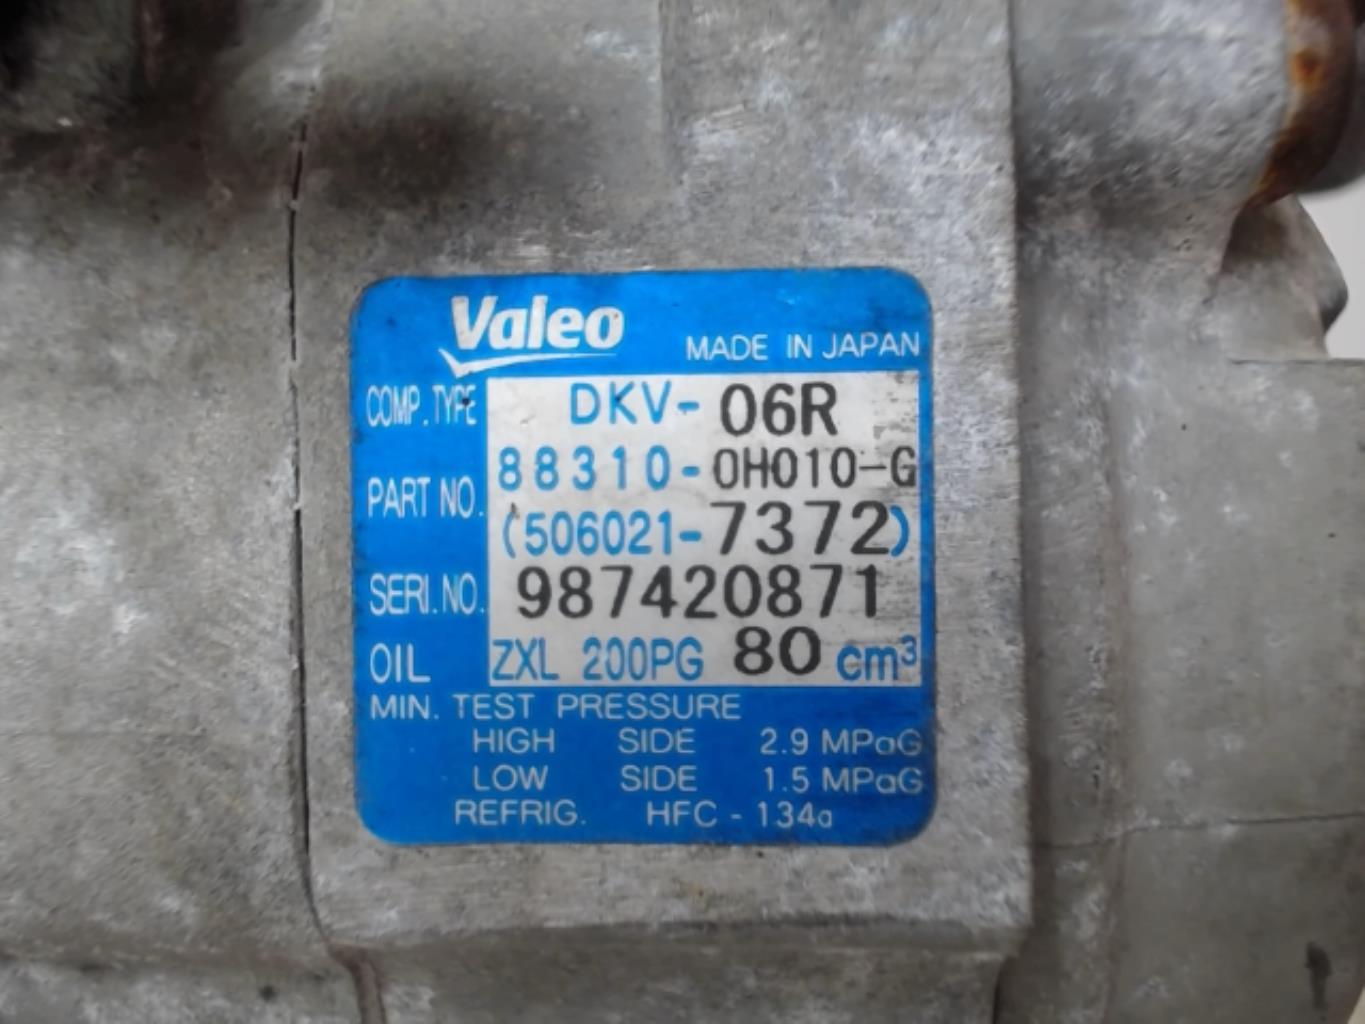 Valeo
MADE IN JAPAN
COMP. TYPE DKV-06R
PART NO. 88310-0H010-G
(506021-7372)
SERI. NO. 987420871
OIL ZXL 200PG 80 cm³
MIN. TEST PRESSURE
HIGH SIDE 2.9 MPaG
LOW SIDE 1.5 MPaG
REFRIG. HFC - 134a